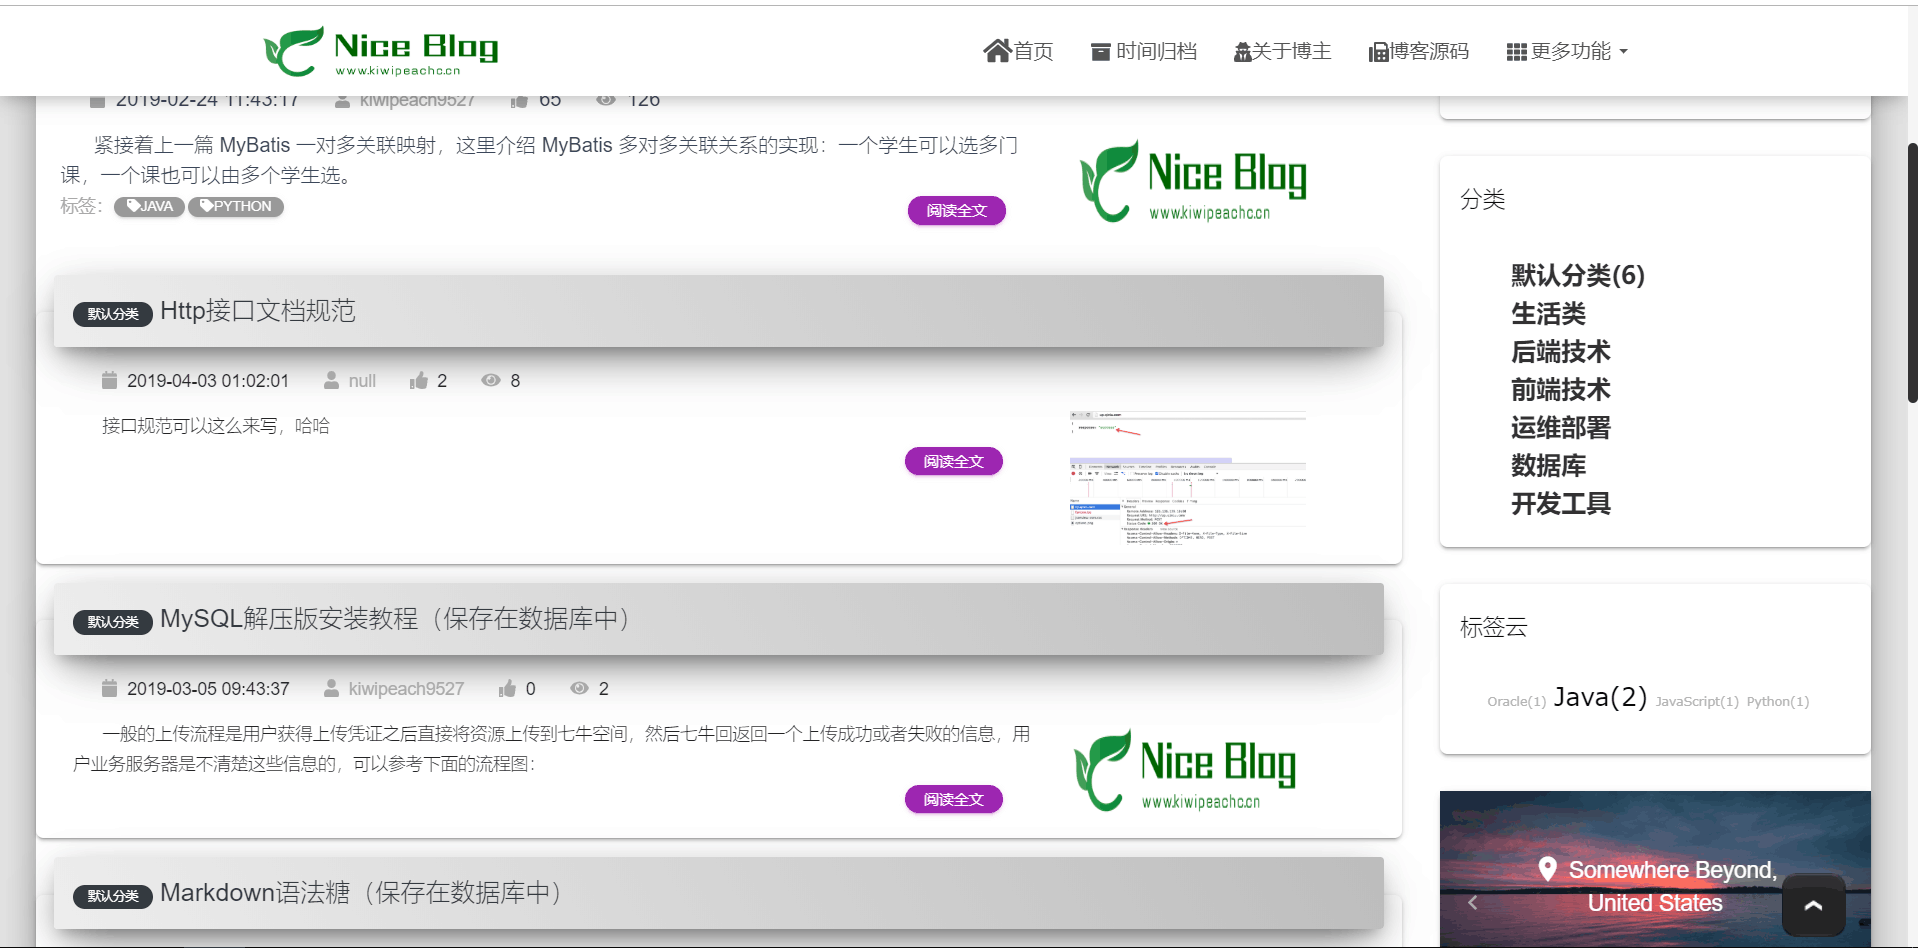 Nice Blog
www.kiwipeachc.cn
首页 时间归档 关于博主 博客源码 更多功能
2019-02-24 11:43:17 kiwipeach9527 65 126
紧接着上一篇 MyBatis 一对多关联映射，这里介绍 MyBatis 多对多关联关系的实现：一个学生可以选多门
课，一个课也可以由多个学生选。
标签： JAVA PYTHON
阅读全文
Nice Blog
www.kiwipeachc.cn
默认分类 Http接口文档规范
2019-04-03 01:02:01 null 2 8
接口规范可以这么来写，哈哈
阅读全文
默认分类 MySQL解压版安装教程（保存在数据库中）
2019-03-05 09:43:37 kiwipeach9527 0 2
一般的上传流程是用户获得上传凭证之后直接将资源上传到七牛空间，然后七牛回返回一个上传成功或者失败的信息，用
户业务服务器是不清楚这些信息的，可以参考下面的流程图：
阅读全文
Nice Blog
www.kiwipeachc.cn
默认分类 Markdown语法糖（保存在数据库中）
分类
默认分类(6)
生活类
后端技术
前端技术
运维部署
数据库
开发工具
标签云
Oracle(1) Java(2) JavaScript(1) Python(1)
Somewhere Beyond,
United States